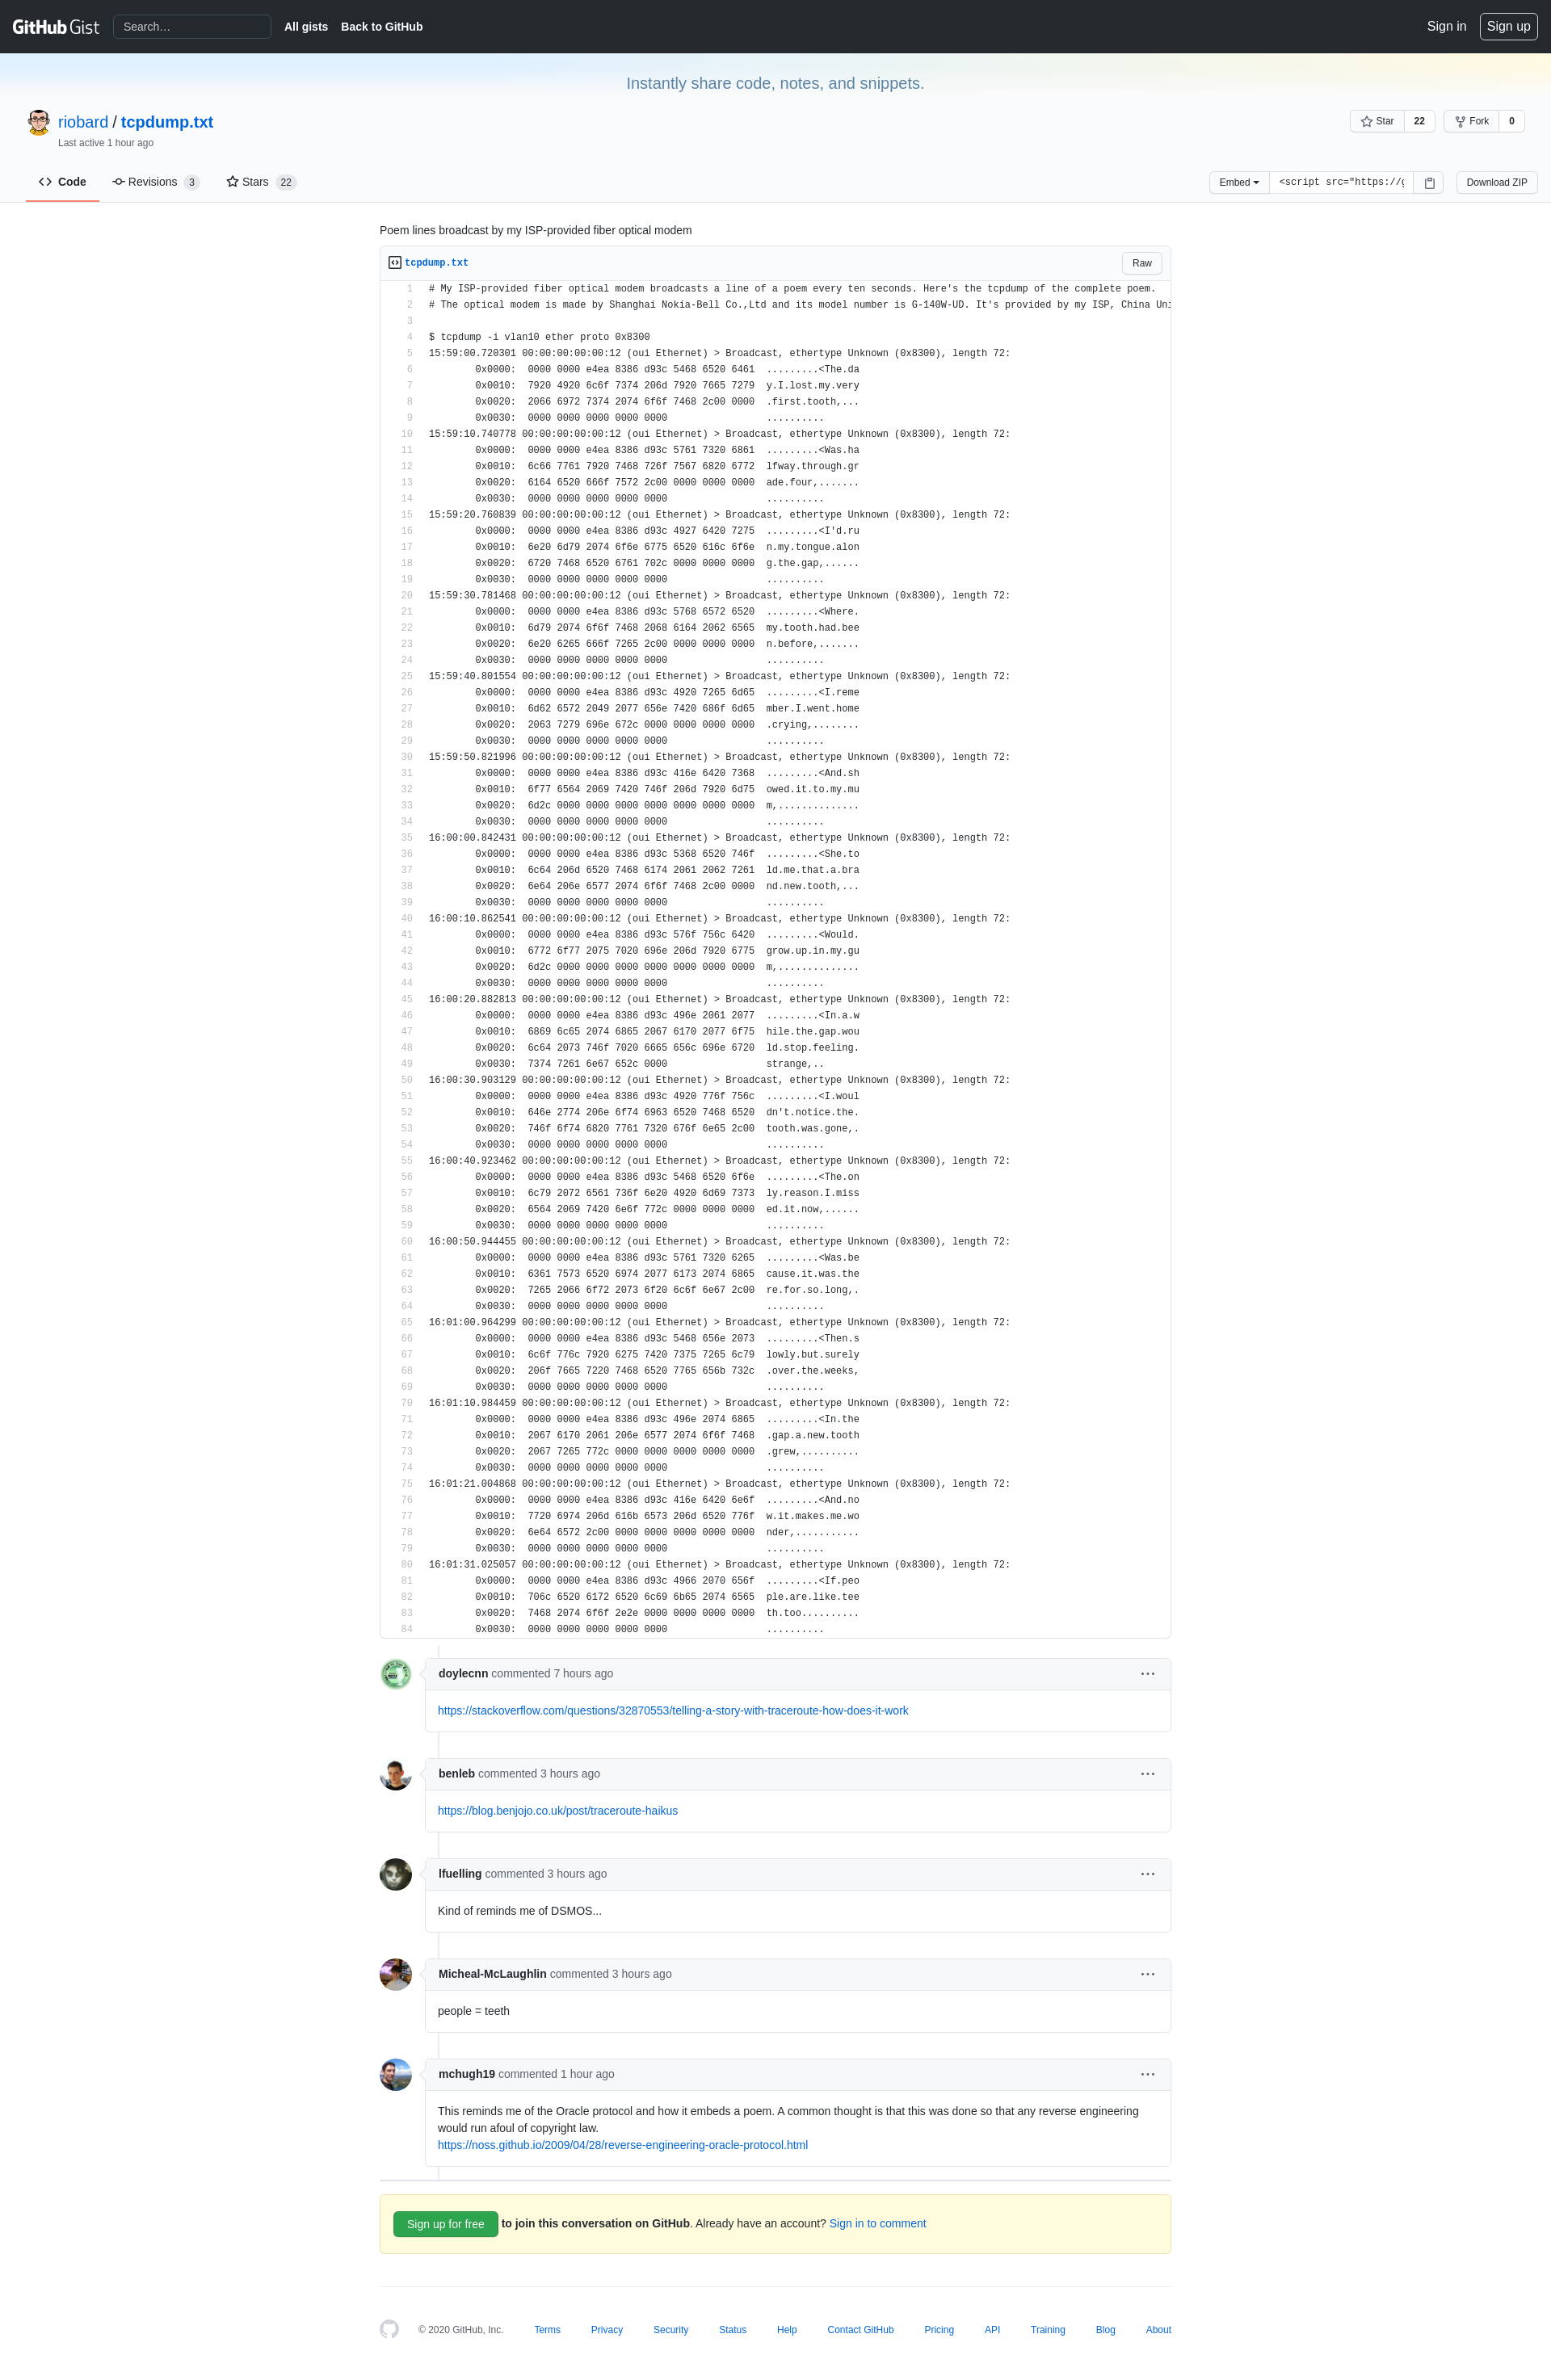 GitHub Gist Search… All gists Back to GitHub Sign in Sign up
Instantly share code, notes, and snippets.
riobard / tcpdump.txt
Star 22 Fork 0
Last active 1 hour ago
Code Revisions 3 Stars 22 Embed <script src="https://g Download ZIP
Poem lines broadcast by my ISP-provided fiber optical modem
tcpdump.txt Raw
1 # My ISP-provided fiber optical modem broadcasts a line of a poem every ten seconds. Here's the tcpdump of the complete poem.
2 # The optical modem is made by Shanghai Nokia-Bell Co.,Ltd and its model number is G-140W-UD. It's provided by my ISP, China Uni
3
4 $ tcpdump -i vlan10 ether proto 0x8300
5 15:59:00.720301 00:00:00:00:00:12 (oui Ethernet) > Broadcast, ethertype Unknown (0x8300), length 72:
6 0x0000: 0000 0000 e4ea 8386 d93c 5468 6520 6461 .........<The.da
7 0x0010: 7920 4920 6c6f 7374 206d 7920 7665 7279 y.I.lost.my.very
8 0x0020: 2066 6972 7374 2074 6f6f 7468 2c00 0000 .first.tooth,...
9 0x0030: 0000 0000 0000 0000 0000 ..........
10 15:59:10.740778 00:00:00:00:00:12 (oui Ethernet) > Broadcast, ethertype Unknown (0x8300), length 72:
11 0x0000: 0000 0000 e4ea 8386 d93c 5761 7320 6861 .........<Was.ha
12 0x0010: 6c66 7761 7920 7468 726f 7567 6820 6772 lfway.through.gr
13 0x0020: 6164 6520 666f 7572 2c00 0000 0000 0000 ade.four,.......
14 0x0030: 0000 0000 0000 0000 0000 ..........
15 15:59:20.760839 00:00:00:00:00:12 (oui Ethernet) > Broadcast, ethertype Unknown (0x8300), length 72:
16 0x0000: 0000 0000 e4ea 8386 d93c 4927 6420 7275 .........<I'd.ru
17 0x0010: 6e20 6d79 2074 6f6e 6775 6520 616c 6f6e n.my.tongue.alon
18 0x0020: 6720 7468 6520 6761 702c 0000 0000 0000 g.the.gap,......
19 0x0030: 0000 0000 0000 0000 0000 ..........
20 15:59:30.781468 00:00:00:00:00:12 (oui Ethernet) > Broadcast, ethertype Unknown (0x8300), length 72:
21 0x0000: 0000 0000 e4ea 8386 d93c 5768 6572 6520 .........<Where.
22 0x0010: 6d79 2074 6f6f 7468 2068 6164 2062 6565 my.tooth.had.bee
23 0x0020: 6e20 6265 666f 7265 2c00 0000 0000 0000 n.before,.......
24 0x0030: 0000 0000 0000 0000 0000 ..........
25 15:59:40.801554 00:00:00:00:00:12 (oui Ethernet) > Broadcast, ethertype Unknown (0x8300), length 72:
26 0x0000: 0000 0000 e4ea 8386 d93c 4920 7265 6d65 .........<I.reme
27 0x0010: 6d62 6572 2049 2077 656e 7420 686f 6d65 mber.I.went.home
28 0x0020: 2063 7279 696e 672c 0000 0000 0000 0000 .crying,........
29 0x0030: 0000 0000 0000 0000 0000 ..........
30 15:59:50.821996 00:00:00:00:00:12 (oui Ethernet) > Broadcast, ethertype Unknown (0x8300), length 72:
31 0x0000: 0000 0000 e4ea 8386 d93c 416e 6420 7368 .........<And.sh
32 0x0010: 6f77 6564 2069 7420 746f 206d 7920 6d75 owed.it.to.my.mu
33 0x0020: 6d2c 0000 0000 0000 0000 0000 0000 0000 m,..............
34 0x0030: 0000 0000 0000 0000 0000 ..........
35 16:00:00.842431 00:00:00:00:00:12 (oui Ethernet) > Broadcast, ethertype Unknown (0x8300), length 72:
36 0x0000: 0000 0000 e4ea 8386 d93c 5368 6520 746f .........<She.to
37 0x0010: 6c64 206d 6520 7468 6174 2061 2062 7261 ld.me.that.a.bra
38 0x0020: 6e64 206e 6577 2074 6f6f 7468 2c00 0000 nd.new.tooth,...
39 0x0030: 0000 0000 0000 0000 0000 ..........
40 16:00:10.862541 00:00:00:00:00:12 (oui Ethernet) > Broadcast, ethertype Unknown (0x8300), length 72:
41 0x0000: 0000 0000 e4ea 8386 d93c 576f 756c 6420 .........<Would.
42 0x0010: 6772 6f77 2075 7020 696e 206d 7920 6775 grow.up.in.my.gu
43 0x0020: 6d2c 0000 0000 0000 0000 0000 0000 0000 m,..............
44 0x0030: 0000 0000 0000 0000 0000 ..........
45 16:00:20.882813 00:00:00:00:00:12 (oui Ethernet) > Broadcast, ethertype Unknown (0x8300), length 72:
46 0x0000: 0000 0000 e4ea 8386 d93c 496e 2061 2077 .........<In.a.w
47 0x0010: 6869 6c65 2074 6865 2067 6170 2077 6f75 hile.the.gap.wou
48 0x0020: 6c64 2073 746f 7020 6665 656c 696e 6720 ld.stop.feeling.
49 0x0030: 7374 7261 6e67 652c 0000 strange,..
50 16:00:30.903129 00:00:00:00:00:12 (oui Ethernet) > Broadcast, ethertype Unknown (0x8300), length 72:
51 0x0000: 0000 0000 e4ea 8386 d93c 4920 776f 756c .........<I.woul
52 0x0010: 646e 2774 206e 6f74 6963 6520 7468 6520 dn't.notice.the.
53 0x0020: 746f 6f74 6820 7761 7320 676f 6e65 2c00 tooth.was.gone,.
54 0x0030: 0000 0000 0000 0000 0000 ..........
55 16:00:40.923462 00:00:00:00:00:12 (oui Ethernet) > Broadcast, ethertype Unknown (0x8300), length 72:
56 0x0000: 0000 0000 e4ea 8386 d93c 5468 6520 6f6e .........<The.on
57 0x0010: 6c79 2072 6561 736f 6e20 4920 6d69 7373 ly.reason.I.miss
58 0x0020: 6564 2069 7420 6e6f 772c 0000 0000 0000 ed.it.now,......
59 0x0030: 0000 0000 0000 0000 0000 ..........
60 16:00:50.944455 00:00:00:00:00:12 (oui Ethernet) > Broadcast, ethertype Unknown (0x8300), length 72:
61 0x0000: 0000 0000 e4ea 8386 d93c 5761 7320 6265 .........<Was.be
62 0x0010: 6361 7573 6520 6974 2077 6173 2074 6865 cause.it.was.the
63 0x0020: 7265 2066 6f72 2073 6f20 6c6f 6e67 2c00 re.for.so.long,.
64 0x0030: 0000 0000 0000 0000 0000 ..........
65 16:01:00.964299 00:00:00:00:00:12 (oui Ethernet) > Broadcast, ethertype Unknown (0x8300), length 72:
66 0x0000: 0000 0000 e4ea 8386 d93c 5468 656e 2073 .........<Then.s
67 0x0010: 6c6f 776c 7920 6275 7420 7375 7265 6c79 lowly.but.surely
68 0x0020: 206f 7665 7220 7468 6520 7765 656b 732c .over.the.weeks,
69 0x0030: 0000 0000 0000 0000 0000 ..........
70 16:01:10.984459 00:00:00:00:00:12 (oui Ethernet) > Broadcast, ethertype Unknown (0x8300), length 72:
71 0x0000: 0000 0000 e4ea 8386 d93c 496e 2074 6865 .........<In.the
72 0x0010: 2067 6170 2061 206e 6577 2074 6f6f 7468 .gap.a.new.tooth
73 0x0020: 2067 7265 772c 0000 0000 0000 0000 0000 .grew,..........
74 0x0030: 0000 0000 0000 0000 0000 ..........
75 16:01:21.004868 00:00:00:00:00:12 (oui Ethernet) > Broadcast, ethertype Unknown (0x8300), length 72:
76 0x0000: 0000 0000 e4ea 8386 d93c 416e 6420 6e6f .........<And.no
77 0x0010: 7720 6974 206d 616b 6573 206d 6520 776f w.it.makes.me.wo
78 0x0020: 6e64 6572 2c00 0000 0000 0000 0000 0000 nder,...........
79 0x0030: 0000 0000 0000 0000 0000 ..........
80 16:01:31.025057 00:00:00:00:00:12 (oui Ethernet) > Broadcast, ethertype Unknown (0x8300), length 72:
81 0x0000: 0000 0000 e4ea 8386 d93c 4966 2070 656f .........<If.peo
82 0x0010: 706c 6520 6172 6520 6c69 6b65 2074 6565 ple.are.like.tee
83 0x0020: 7468 2074 6f6f 2e2e 0000 0000 0000 0000 th.too..........
84 0x0030: 0000 0000 0000 0000 0000 ..........
doylecnn commented 7 hours ago
https://stackoverflow.com/questions/32870553/telling-a-story-with-traceroute-how-does-it-work
benleb commented 3 hours ago
https://blog.benjojo.co.uk/post/traceroute-haikus
lfuelling commented 3 hours ago
Kind of reminds me of DSMOS...
Micheal-McLaughlin commented 3 hours ago
people = teeth
mchugh19 commented 1 hour ago
This reminds me of the Oracle protocol and how it embeds a poem. A common thought is that this was done so that any reverse engineering
would run afoul of copyright law.
https://noss.github.io/2009/04/28/reverse-engineering-oracle-protocol.html
Sign up for free to join this conversation on GitHub. Already have an account? Sign in to comment
© 2020 GitHub, Inc. Terms Privacy Security Status Help Contact GitHub Pricing API Training Blog About